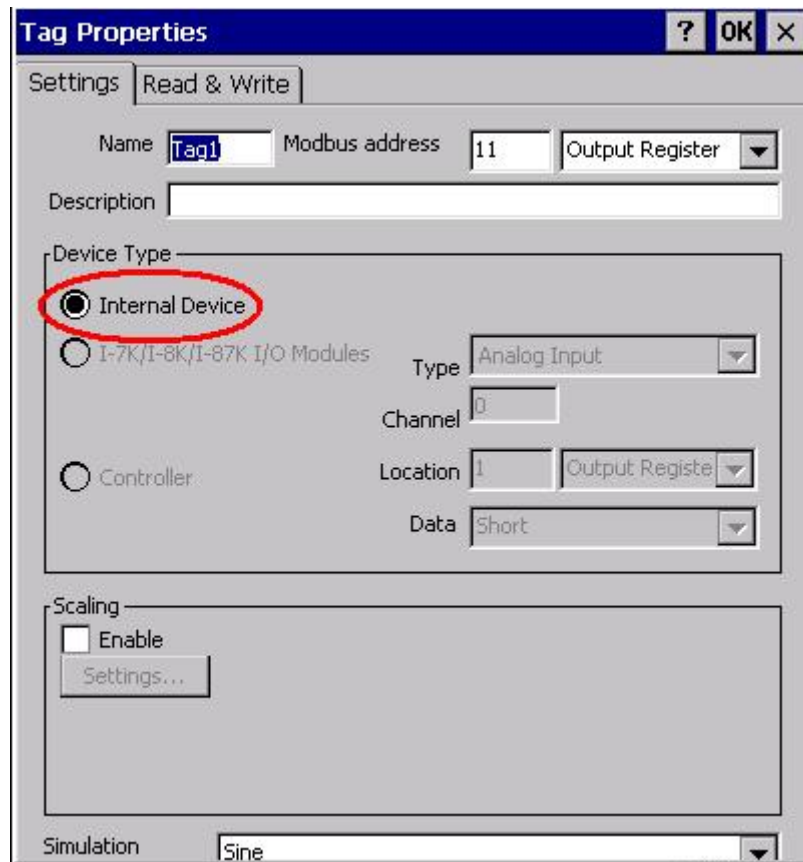 Tag Properties ? OK ×
Settings Read & Write
Name Tag1 Modbus address 11 Output Register
Description
Device Type
Internal Device
I-7K/I-8K/I-87K I/O Modules Type Analog Input
Channel 0
Controller Location 1 Output Registe
Data Short
Scaling
Enable
Settings...
Simulation Sine